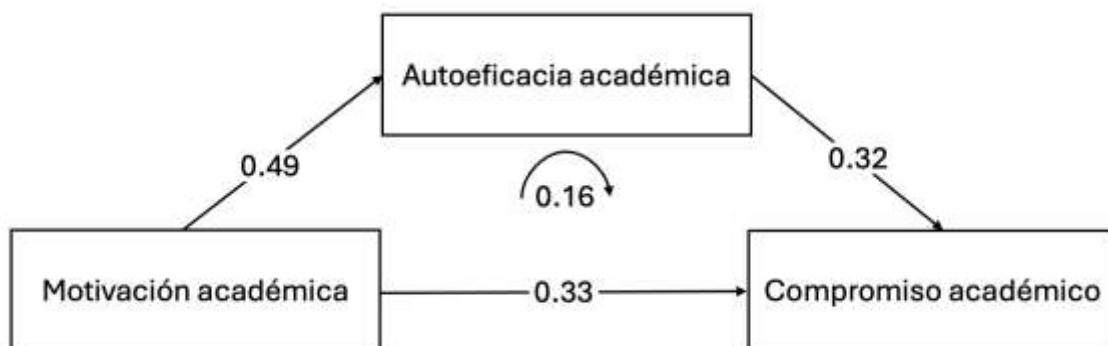 Autoeficacia académica
0.49
0.32
0.16
Motivación académica
0.33
Compromiso académico